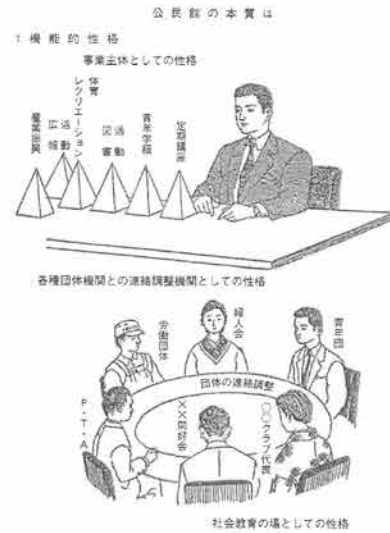 公民館の本質は
1.機能的性格
事業主体としての性格
産業振興
広報活動
体育レクリエーション
図書活動
青年学級
定期講座
各種団体機関との連絡調整機関としての性格
労働団体
婦人会
青年団
団体の連絡調整
P・T・A
××同好会
○○クラブ代表
社会教育の場としての性格